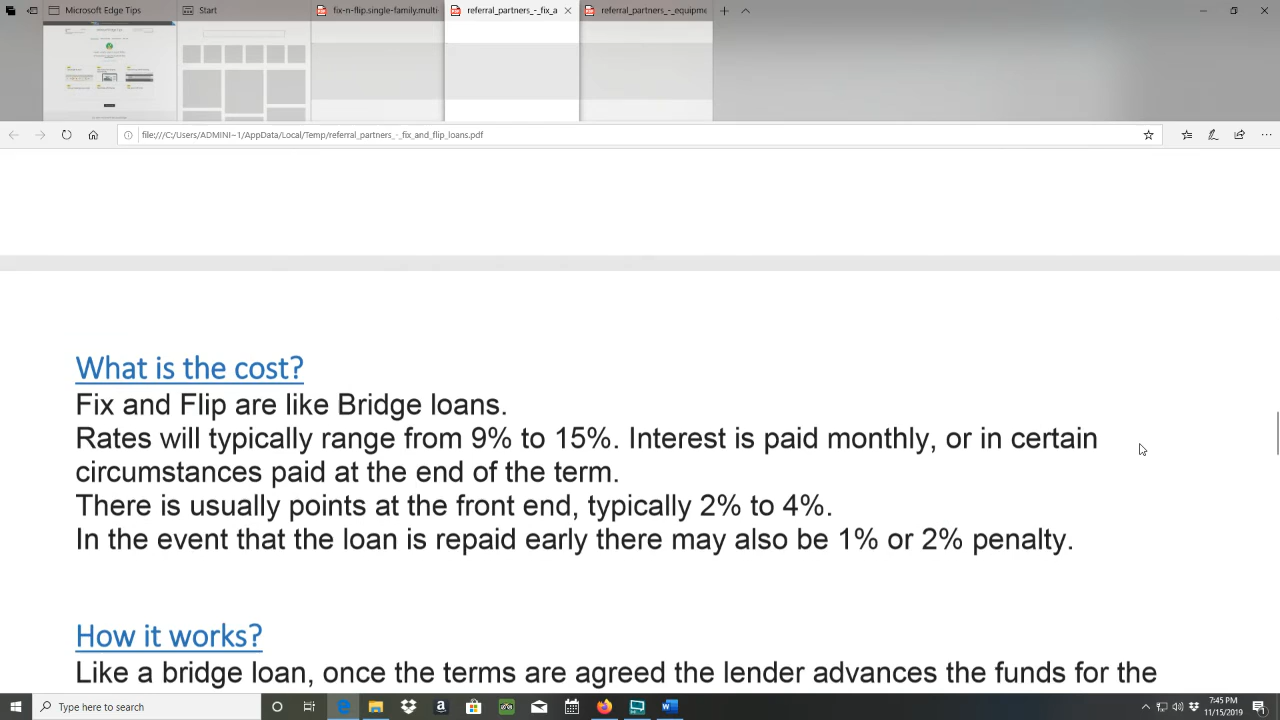 Microsoft Edge Tips
Start
fix-n-flip.single-family;multi-
referral_partners_-_fix_a
referral_partners_-_equipme
file:///C:/Users/ADMINI~1/AppData/Local/Temp/referral_partners_-_fix_and_flip_loans.pdf
What is the cost?
Fix and Flip are like Bridge loans.
Rates will typically range from 9% to 15%. Interest is paid monthly, or in certain
circumstances paid at the end of the term.
There is usually points at the front end, typically 2% to 4%.
In the event that the loan is repaid early there may also be 1% or 2% penalty.
How it works?
Like a bridge loan, once the terms are agreed the lender advances the funds for the
Type here to search
7:45 PM
11/15/2019